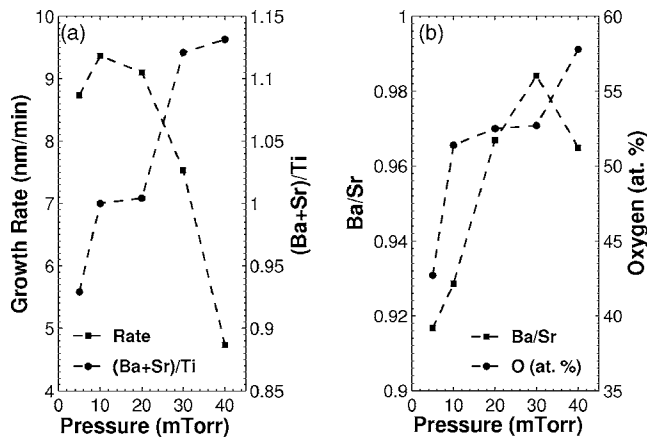 (a)
Growth Rate (nm/min)
10
9
8
7
6
5
4
1.15
1.1
1.05
1
0.95
0.9
0.85
(Ba+Sr)/Ti
Rate
(Ba+Sr)/Ti
0 10 20 30 40
Pressure (mTorr)
(b)
Ba/Sr
1
0.98
0.96
0.94
0.92
0.9
60
55
50
45
40
35
Oxygen (at. %)
Ba/Sr
O (at. %)
0 10 20 30 40
Pressure (mTorr)